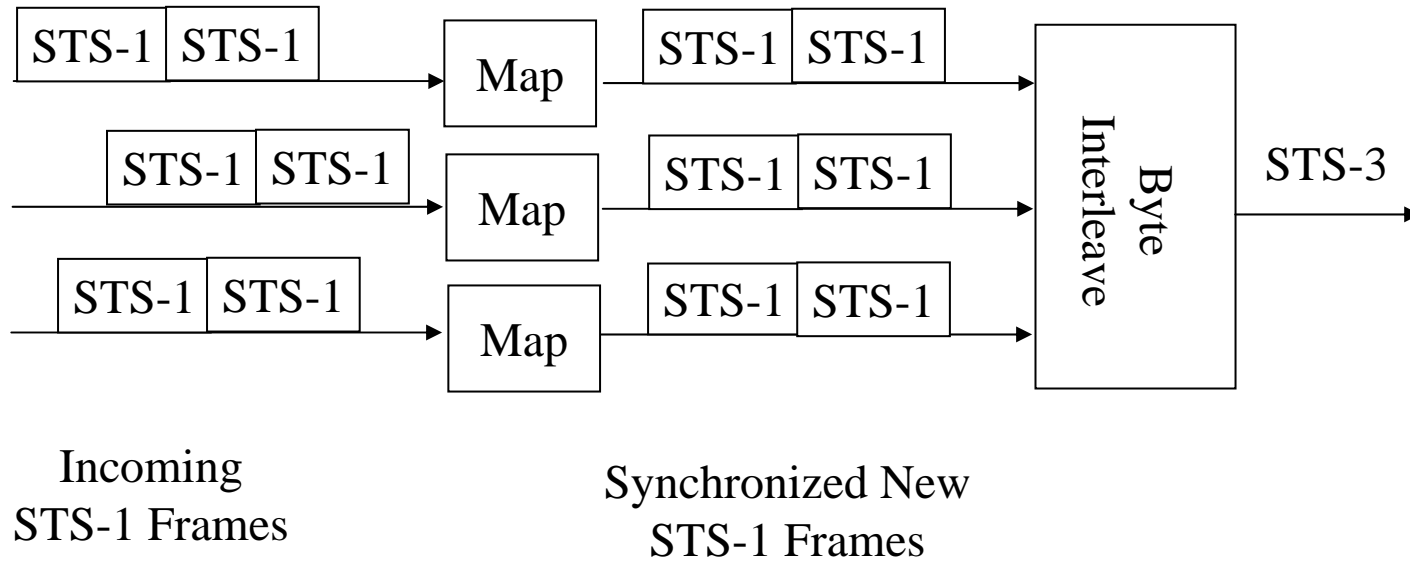 STS-1 STS-1
Map
STS-1 STS-1
STS-1 STS-1
Map
STS-1 STS-1
STS-1 STS-1
Map
STS-1 STS-1
Byte
Interleave
STS-3
Incoming
STS-1 Frames
Synchronized New
STS-1 Frames